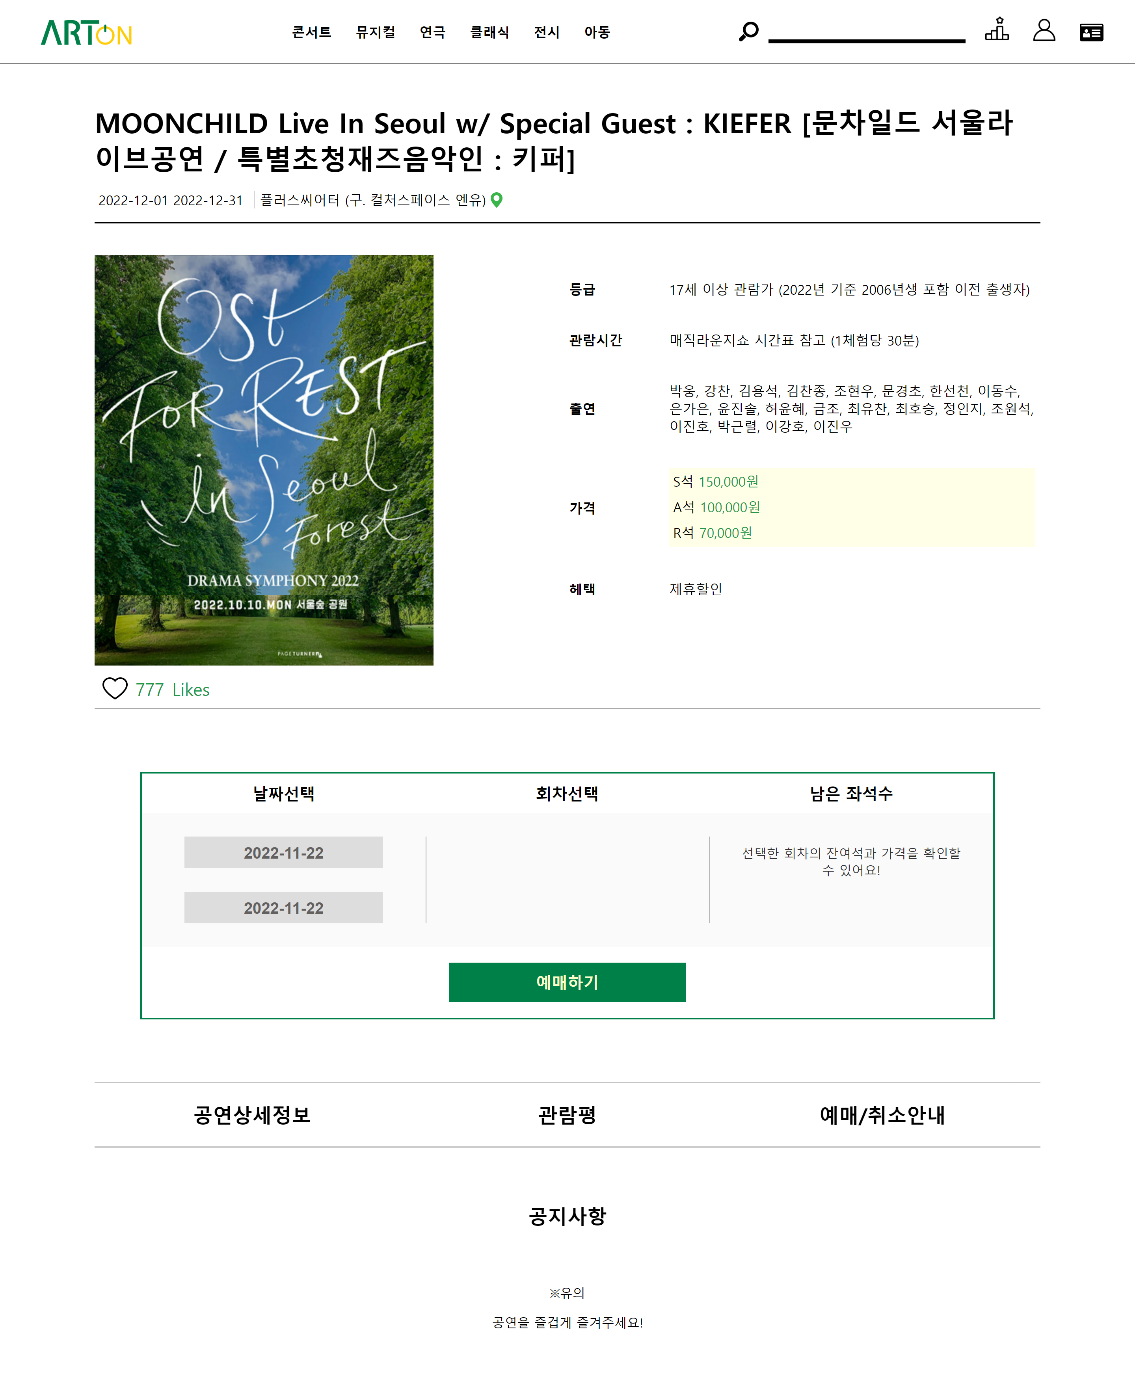 ARTON
콘서트 뮤지컬 연극 클래식 전시 아동
MOONCHILD Live In Seoul w/ Special Guest : KIEFER [문차일드 서울라
이브공연 / 특별초청재즈음악인 : 키퍼]
2022-12-01 2022-12-31 플러스씨어터 (구. 컬처스페이스 엔유)
Ost
FOR REST
in Seoul
Forest
DRAMA SYMPHONY 2022
2022.10.10.MON 서울숲 공원
PAGETURNER
등급 17세 이상 관람가 (2022년 기준 2006년생 포함 이전 출생자)
관람시간 매직라운지쇼 시간표 참고 (1체험당 30분)
출연
박웅, 강찬, 김용석, 김찬종, 조현우, 문경초, 한선천, 이동수,
은가은, 윤진솔, 허윤혜, 금조, 최유찬, 최호승, 정인지, 조원석,
이진호, 박근렬, 이강호, 이진우
가격
S석 150,000원
A석 100,000원
R석 70,000원
혜택 제휴할인
777 Likes
날짜선택 회차선택 남은 좌석수
2022-11-22
2022-11-22
선택한 회차의 잔여석과 가격을 확인할
수 있어요!
예매하기
공연상세정보 관람평 예매/취소안내
공지사항
※유의
공연을 즐겁게 즐겨주세요!